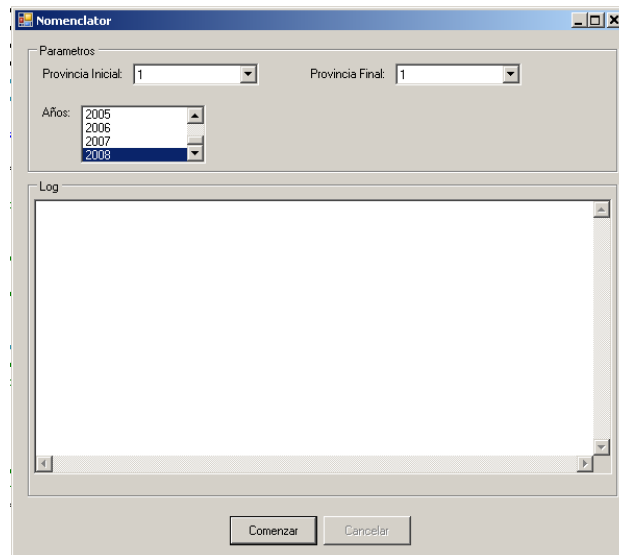 Nomenclator
Parametros
Provincia Inicial: 1 Provincia Final: 1
Años: 2005
2006
2007
2008
Log
Comenzar Cancelar